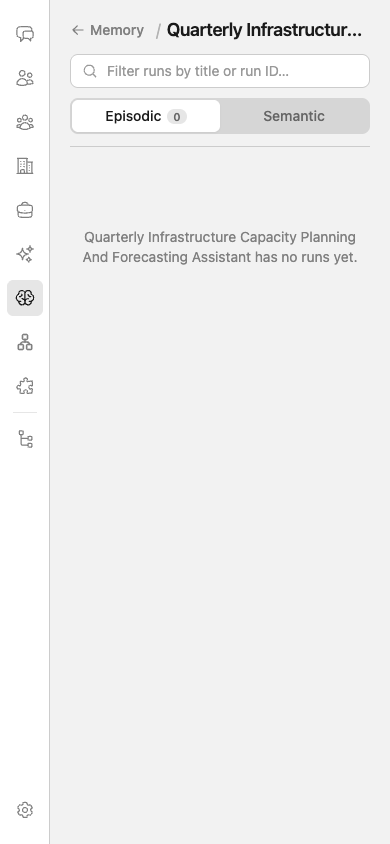 Memory / Quarterly Infrastructur...
Filter runs by title or run ID...
Episodic 0 Semantic
Quarterly Infrastructure Capacity Planning
And Forecasting Assistant has no runs yet.